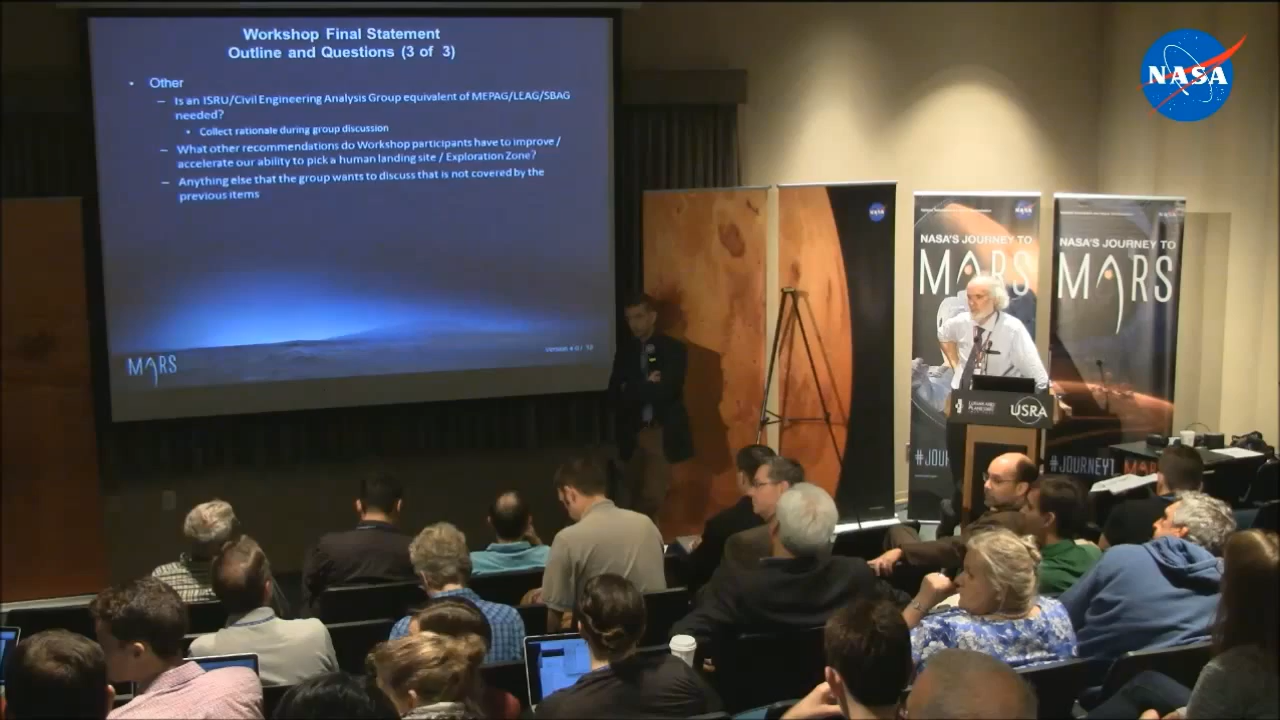 Workshop Final Statement
Outline and Questions (3 of 3)
• Other
– Is an ISRU/Civil Engineering Analysis Group equivalent of MEPAG/LEAG/SBAG
needed?
• Collect rationale during group discussion
– What other recommendations do Workshop participants have to improve /
accelerate our ability to pick a human landing site / Exploration Zone?
– Anything else that the group wants to discuss that is not covered by the
previous items
MARS
NASA
NASA'S JOURNEY TO
MARS
NASA'S JOURNEY TO
MARS
USRA
#JOUR
#JOURNEYT
MARS